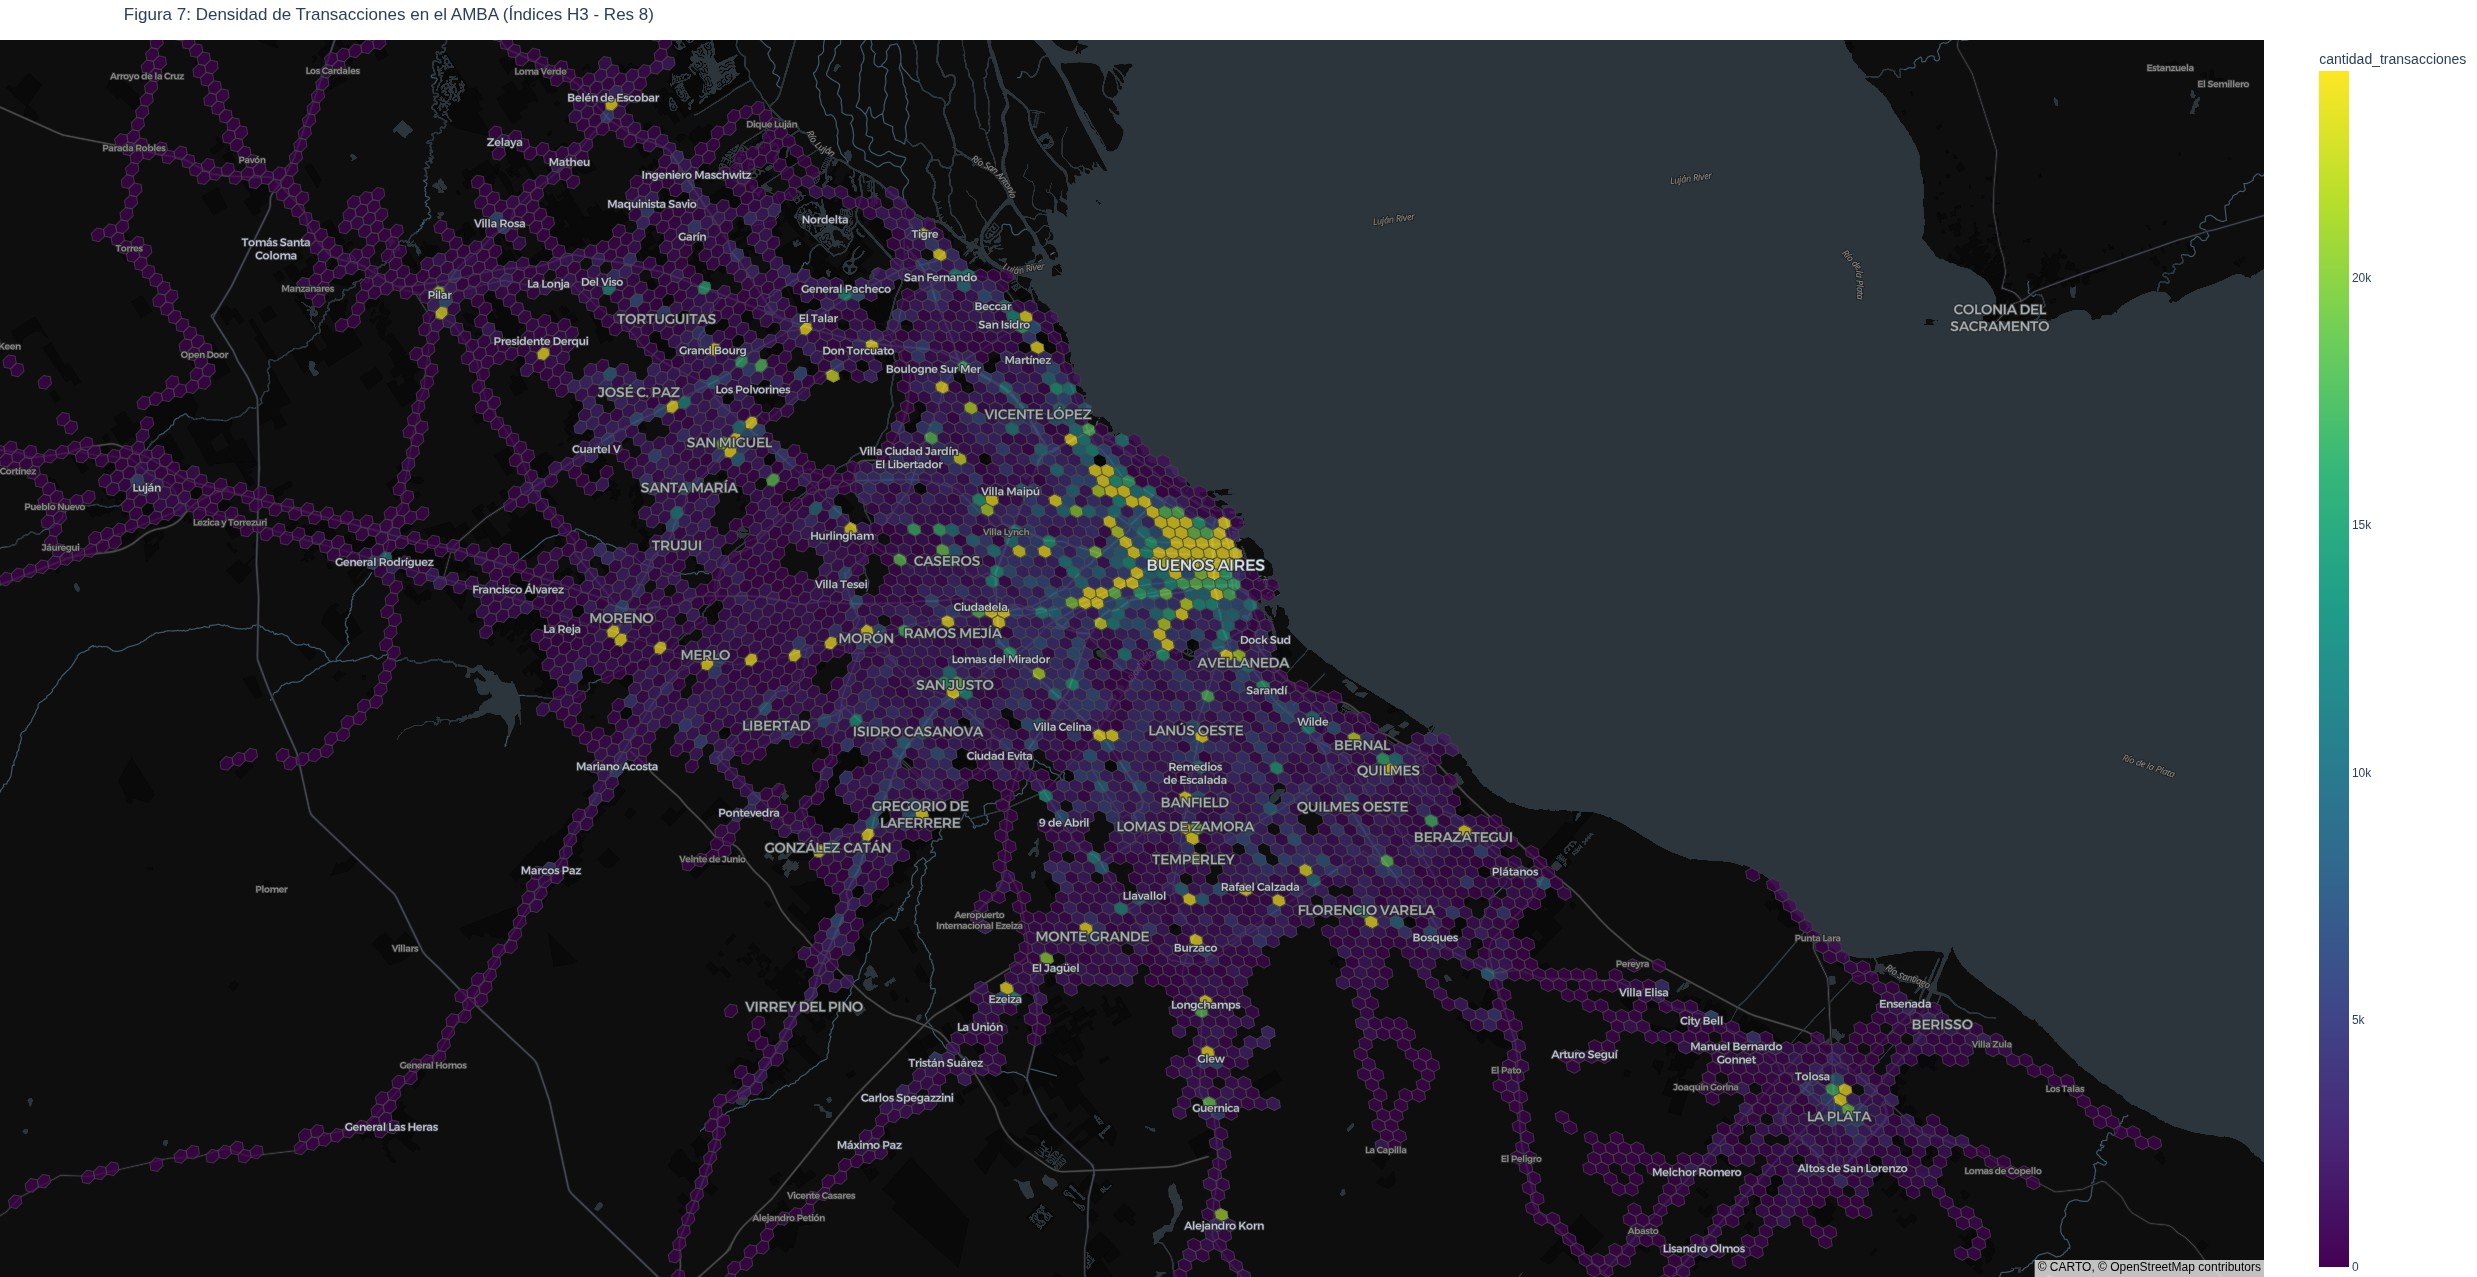 Figura 7: Densidad de Transacciones en el AMBA (Índices H3 - Res 8)
cantidad_transacciones
20k
15k
10k
5k
0
Arroyo de la Cruz
Los Cardales
Loma Verde
Estanzuela
El Semillero
Belén de Escobar
Dique Luján
Río Luján
Parada Robles
Pavón
Zelaya
Matheu
Río San Antonio
Ingeniero Maschwitz
Luján River
Maquinista Savio
Villa Rosa
Nordelta
Luján River
Garín
Tigre
Torres
Tomás Santa
Coloma
Luján River
Río de la Plata
San Fernando
Manzanares
Pilar
La Lonja
Del Viso
General Pacheco
Beccar
COLONIA DEL
SACRAMENTO
TORTUGUITAS
El Talar
San Isidro
Keen
Open Door
Presidente Derqui
Grand Bourg
Don Torcuato
Martínez
Boulogne Sur Mer
JOSÉ C. PAZ
Los Polvorines
VICENTE LÓPEZ
Cuartel V
SAN MIGUEL
Villa Ciudad Jardín
El Libertador
Cortínez
Luján
SANTA MARÍA
Villa Maipú
Pueblo Nuevo
Lezica y Torrezuri
Hurlingham
Villa Lynch
Jáuregui
TRUJUI
General Rodríguez
CASEROS
BUENOS AIRES
Francisco Álvarez
Villa Tesei
MORENO
Ciudadela
La Reja
MORÓN
RAMOS MEJÍA
Dock Sud
MERLO
Lomas del Mirador
AVELLANEDA
SAN JUSTO
Sarandí
LIBERTAD
ISIDRO CASANOVA
Villa Celina
LANÚS OESTE
Wilde
BERNAL
Mariano Acosta
Ciudad Evita
Remedios
de Escalada
QUILMES
Río de la Plata
Pontevedra
GREGORIO DE
LAFERRERE
9 de Abril
BANFIELD
QUILMES OESTE
LOMAS DE ZAMORA
BERAZATEGUI
GONZÁLEZ CATÁN
Veinte de Junio
TEMPERLEY
Marcos Paz
Plátanos
Plomer
Llavallol
Rafael Calzada
Aeropuerto
Internacional Ezeiza
FLORENCIO VARELA
Villars
MONTE GRANDE
Burzaco
Bosques
Punta Lara
El Jagüel
Pereyra
Río Santiago
Ezeiza
Villa Elisa
VIRREY DEL PINO
Longchamps
Ensenada
La Unión
City Bell
BERISSO
General Hornos
Tristán Suárez
Glew
Arturo Seguí
Manuel Bernardo
Gonnet
Villa Zula
El Pato
Tolosa
Joaquín Gorina
Los Talas
Carlos Spegazzini
Guernica
LA PLATA
General Las Heras
Máximo Paz
La Capilla
El Peligro
Melchor Romero
Altos de San Lorenzo
Lomas de Copello
Vicente Casares
Alejandro Petión
Alejandro Korn
Abasto
Lisandro Olmos
© CARTO, © OpenStreetMap contributors